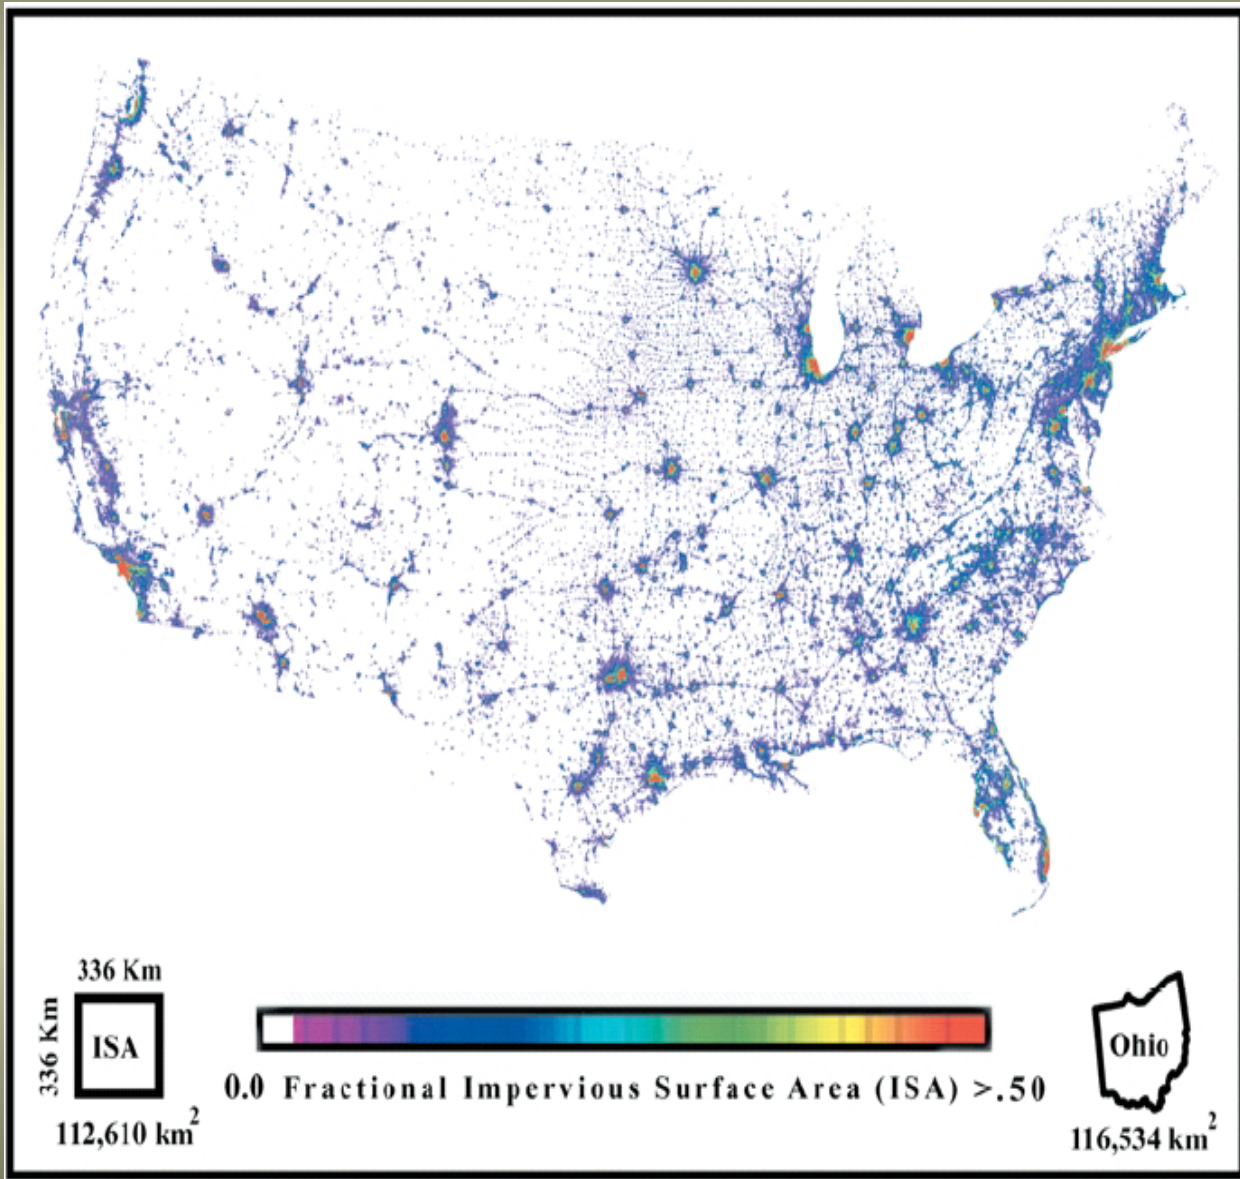 336 Km
336 Km
ISA
112,610 km²
0.0 Fractional Impervious Surface Area (ISA) >.50
Ohio
116,534 km²